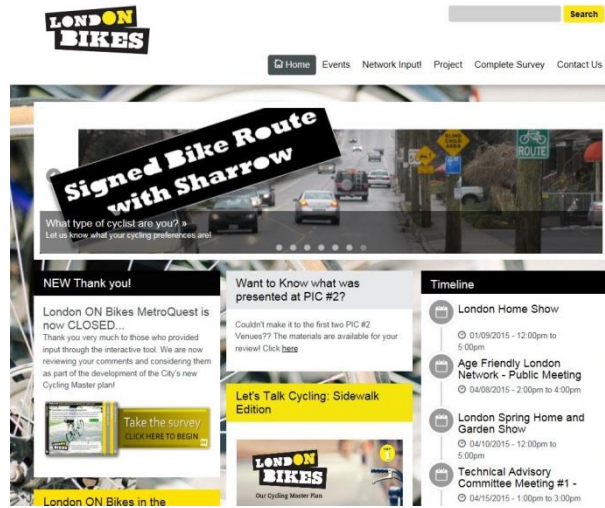 LONDON
BIKES
Search
Home Events Network Input! Project Complete Survey Contact Us
Signed Bike Route
with Sharrow
ROUTE
What type of cyclist are you? »
Let us know what your cycling preferences are!
NEW Thank you!
London ON Bikes MetroQuest is
now CLOSED...
Thank you very much to those who provided
input through the interactive tool. We are now
reviewing your comments and considering them
as part of the development of the City's new
Cycling Master plan!
Take the survey
CLICK HERE TO BEGIN
London ON Bikes in the
Want to Know what was
presented at PIC #2?
Couldn't make it to the first two PIC #2
Venues?? The materials are available for your
review! Click here.
Let's Talk Cycling: Sidewalk
Edition
LONDON
BIKES
Our Cycling Master Plan
Timeline
London Home Show
01/09/2015 - 12:00pm to
5:00pm
Age Friendly London
Network - Public Meeting
04/08/2015 - 2:00pm to 4:00pm
London Spring Home and
Garden Show
04/10/2015 - 12:00pm to
5:00pm
Technical Advisory
Committee Meeting #1 -
04/15/2015 - 1:00pm to 3:00pm